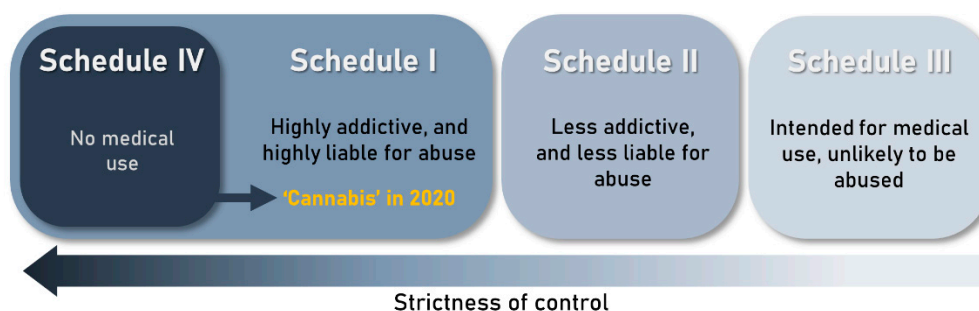 Schedule IV
No medical
use
Schedule I
Highly addictive, and
highly liable for abuse
‘Cannabis’ in 2020
Schedule II
Less addictive,
and less liable for
abuse
Schedule III
Intended for medical
use, unlikely to be
abused
Strictness of control